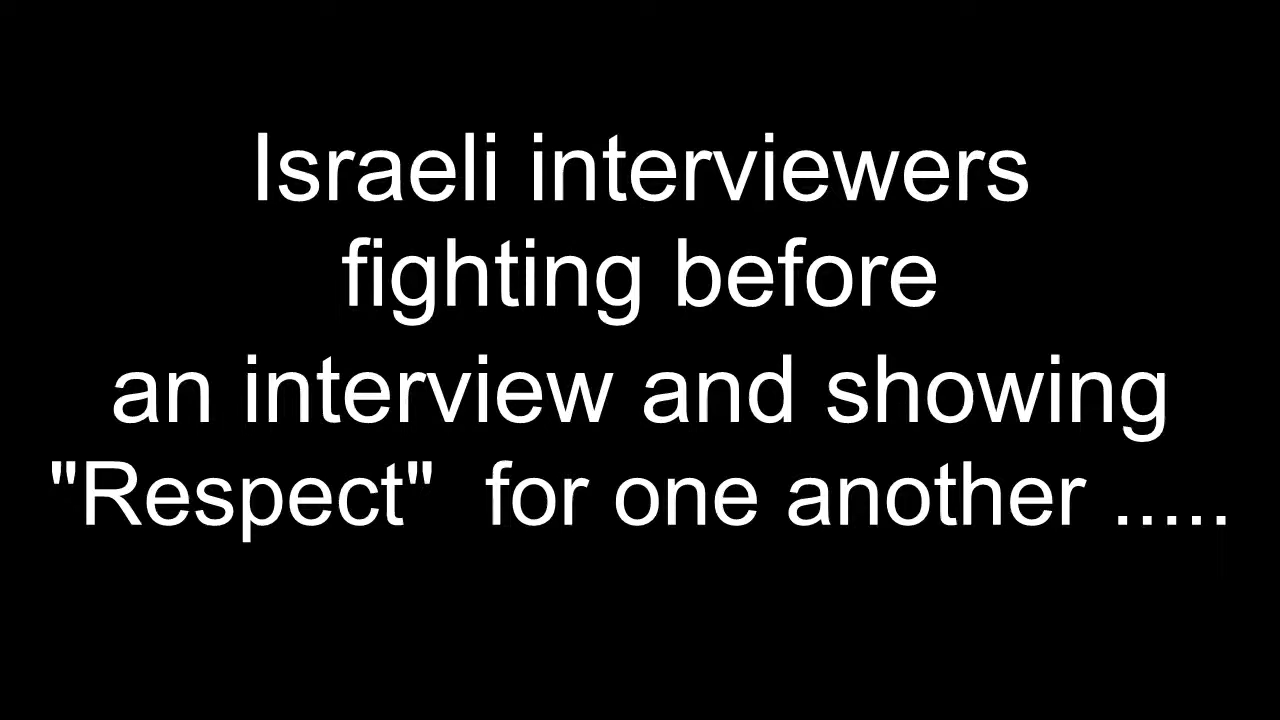 Israeli interviewers
fighting before
an interview and showing
"Respect"  for one another .....